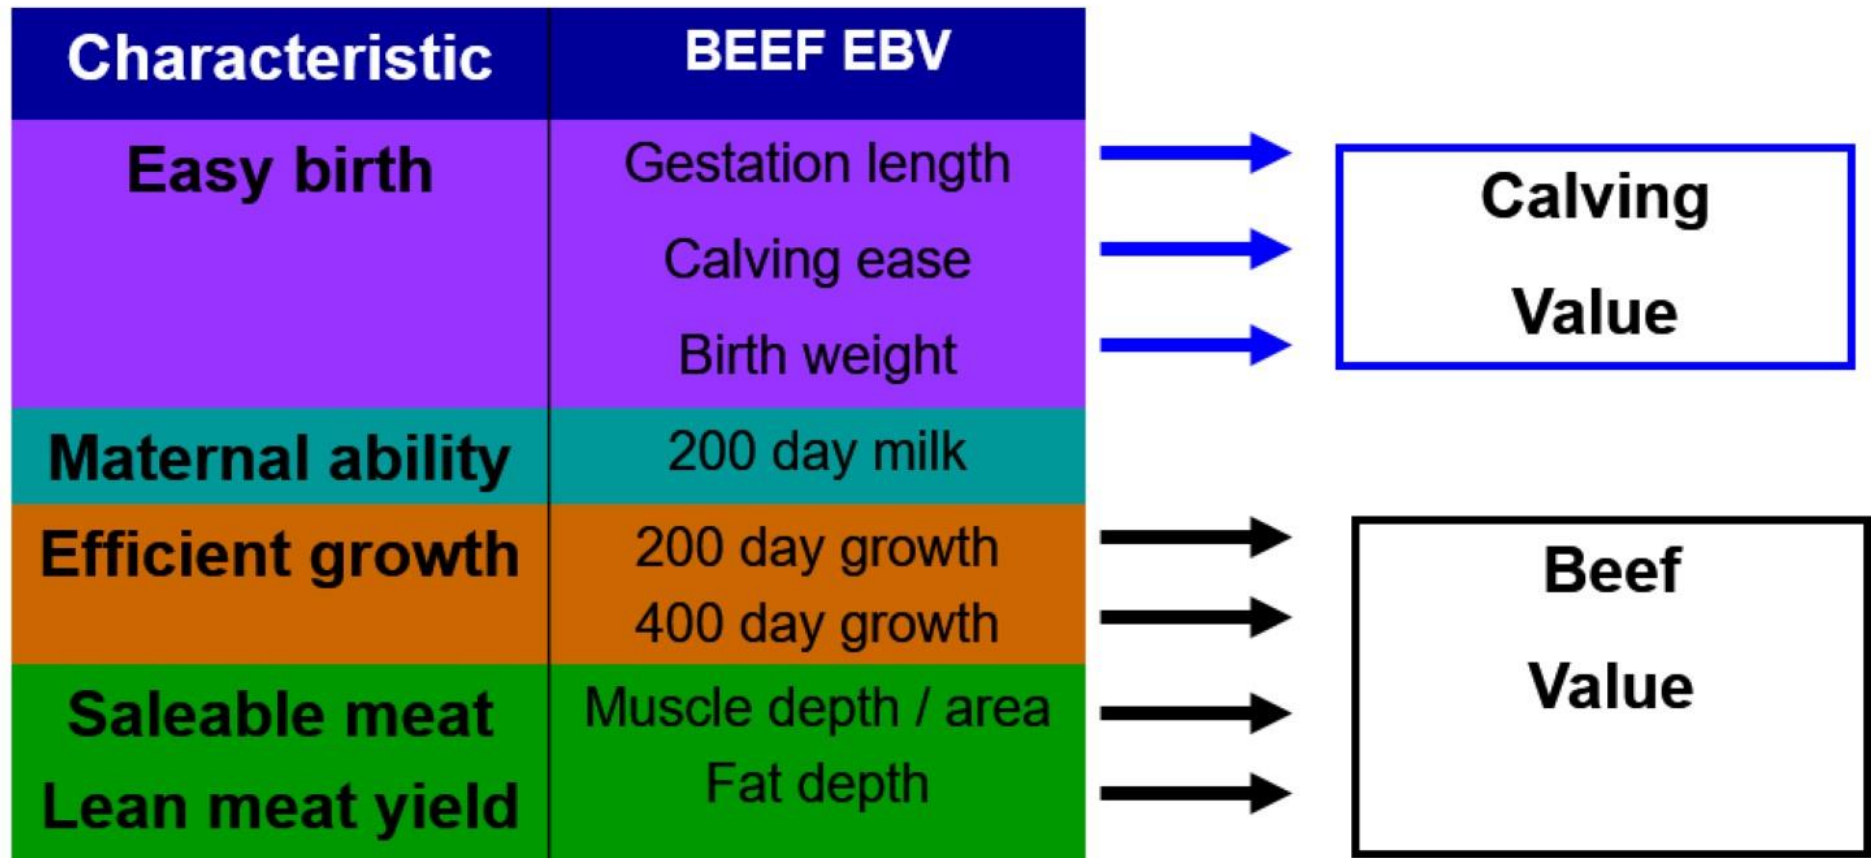 Characteristic BEEF EBV
Easy birth Gestation length
Calving ease
Birth weight
Calving
Value
Maternal ability 200 day milk
Efficient growth 200 day growth
400 day growth
Saleable meat Muscle depth / area
Lean meat yield Fat depth
Beef
Value